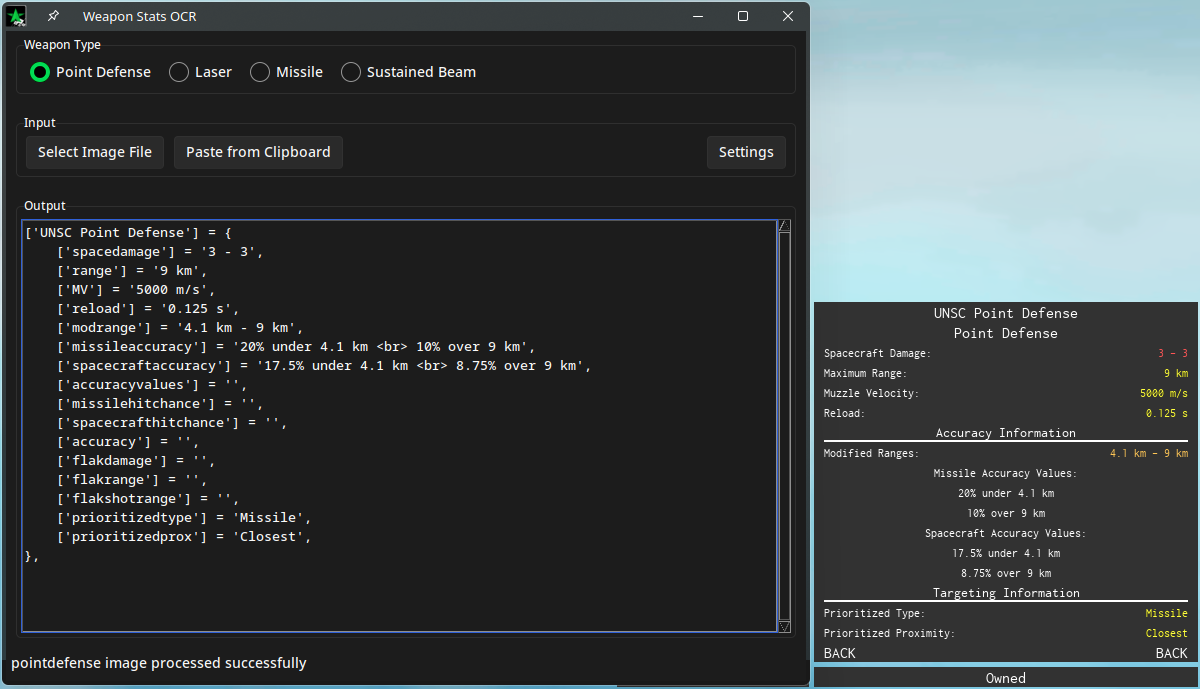 Weapon Stats OCR
Weapon Type
Point Defense Laser Missile Sustained Beam
Input
Select Image File Paste from Clipboard Settings
Output
['UNSC Point Defense'] = {
['spacedamage'] = '3 - 3',
['range'] = '9 km',
['MV'] = '5000 m/s',
['reload'] = '0.125 s',
['modrange'] = '4.1 km - 9 km',
['missileaccuracy'] = '20% under 4.1 km <br> 10% over 9 km',
['spacecraftaccuracy'] = '17.5% under 4.1 km <br> 8.75% over 9 km',
['accuracyvalues'] = '',
['missilehitchance'] = '',
['spacecrafthitchance'] = '',
['accuracy'] = '',
['flakdamage'] = '',
['flakrange'] = '',
['flakshotrange'] = '',
['prioritizedtype'] = 'Missile',
['prioritizedprox'] = 'Closest',
},
pointdefense image processed successfully
UNSC Point Defense
Point Defense
Spacecraft Damage: 3 - 3
Maximum Range: 9 km
Muzzle Velocity: 5000 m/s
Reload: 0.125 s
Accuracy Information
Modified Ranges: 4.1 km - 9 km
Missile Accuracy Values:
20% under 4.1 km
10% over 9 km
Spacecraft Accuracy Values:
17.5% under 4.1 km
8.75% over 9 km
Targeting Information
Prioritized Type: Missile
Prioritized Proximity: Closest
BACK BACK
Owned